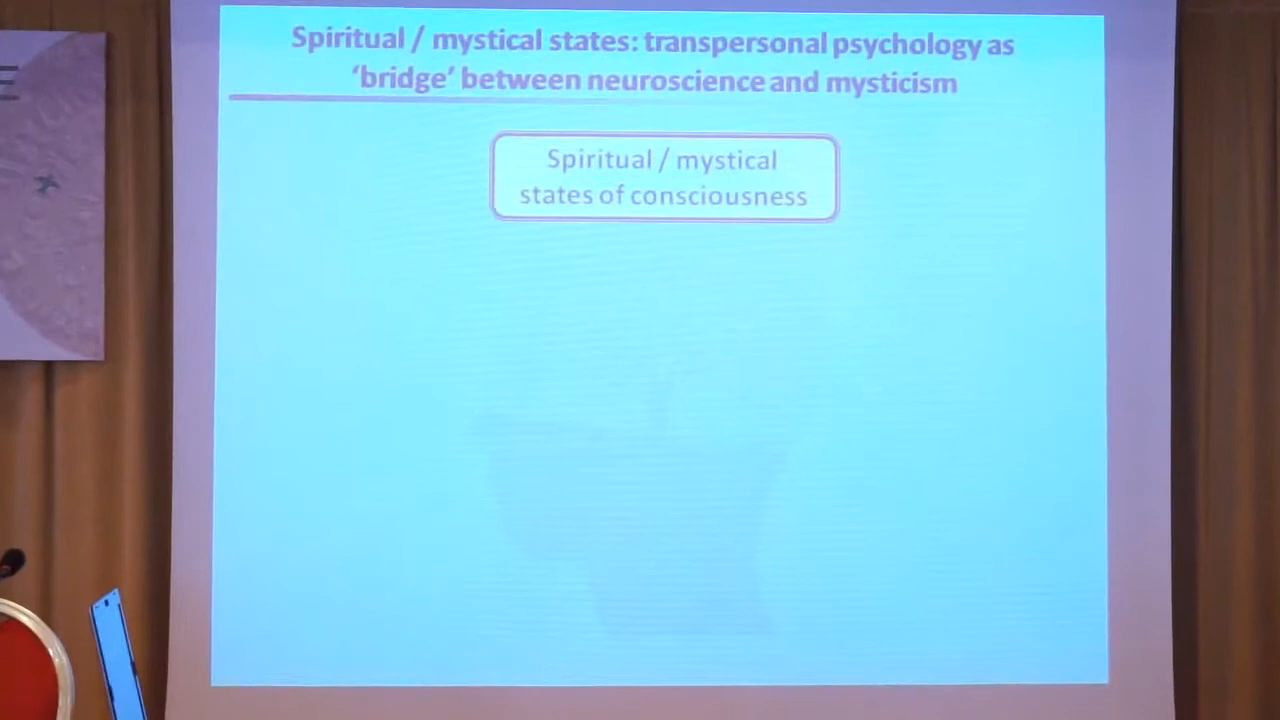 Spiritual / mystical states: transpersonal psychology as
‘bridge’ between neuroscience and mysticism
Spiritual / mystical
states of consciousness